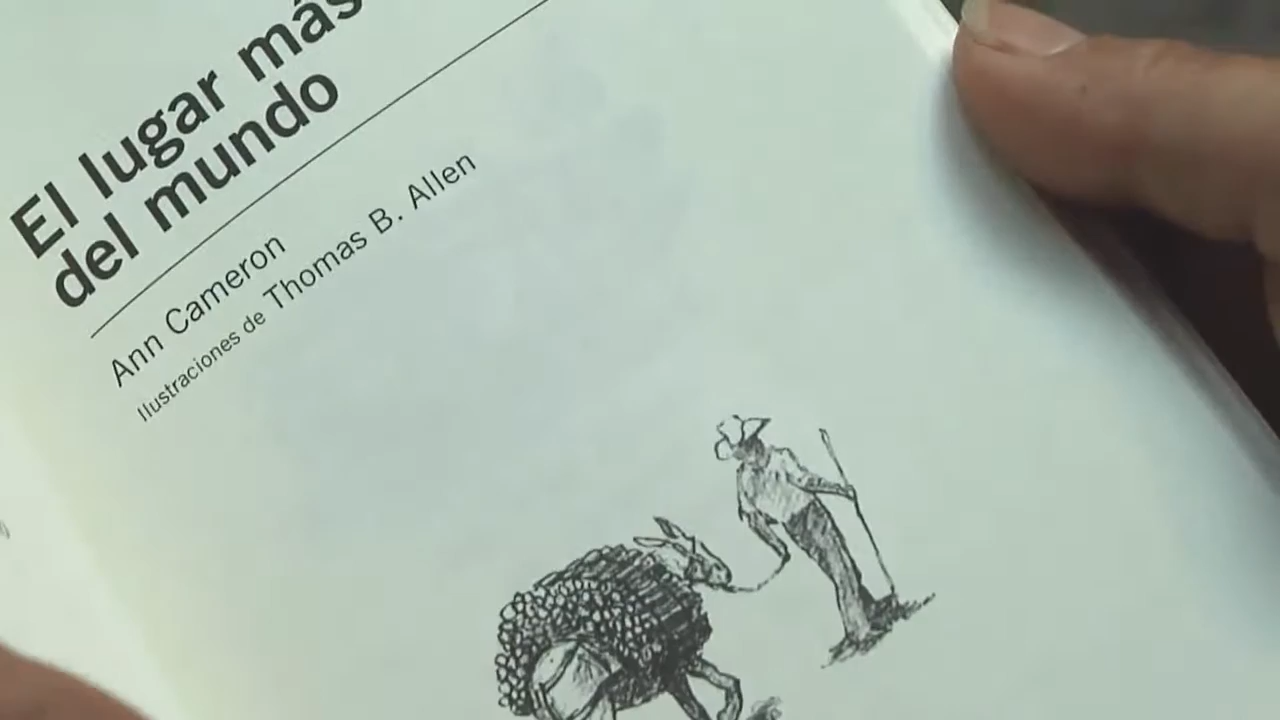 El lugar más
del mundo
Ann Cameron
Ilustraciones de Thomas B. Allen